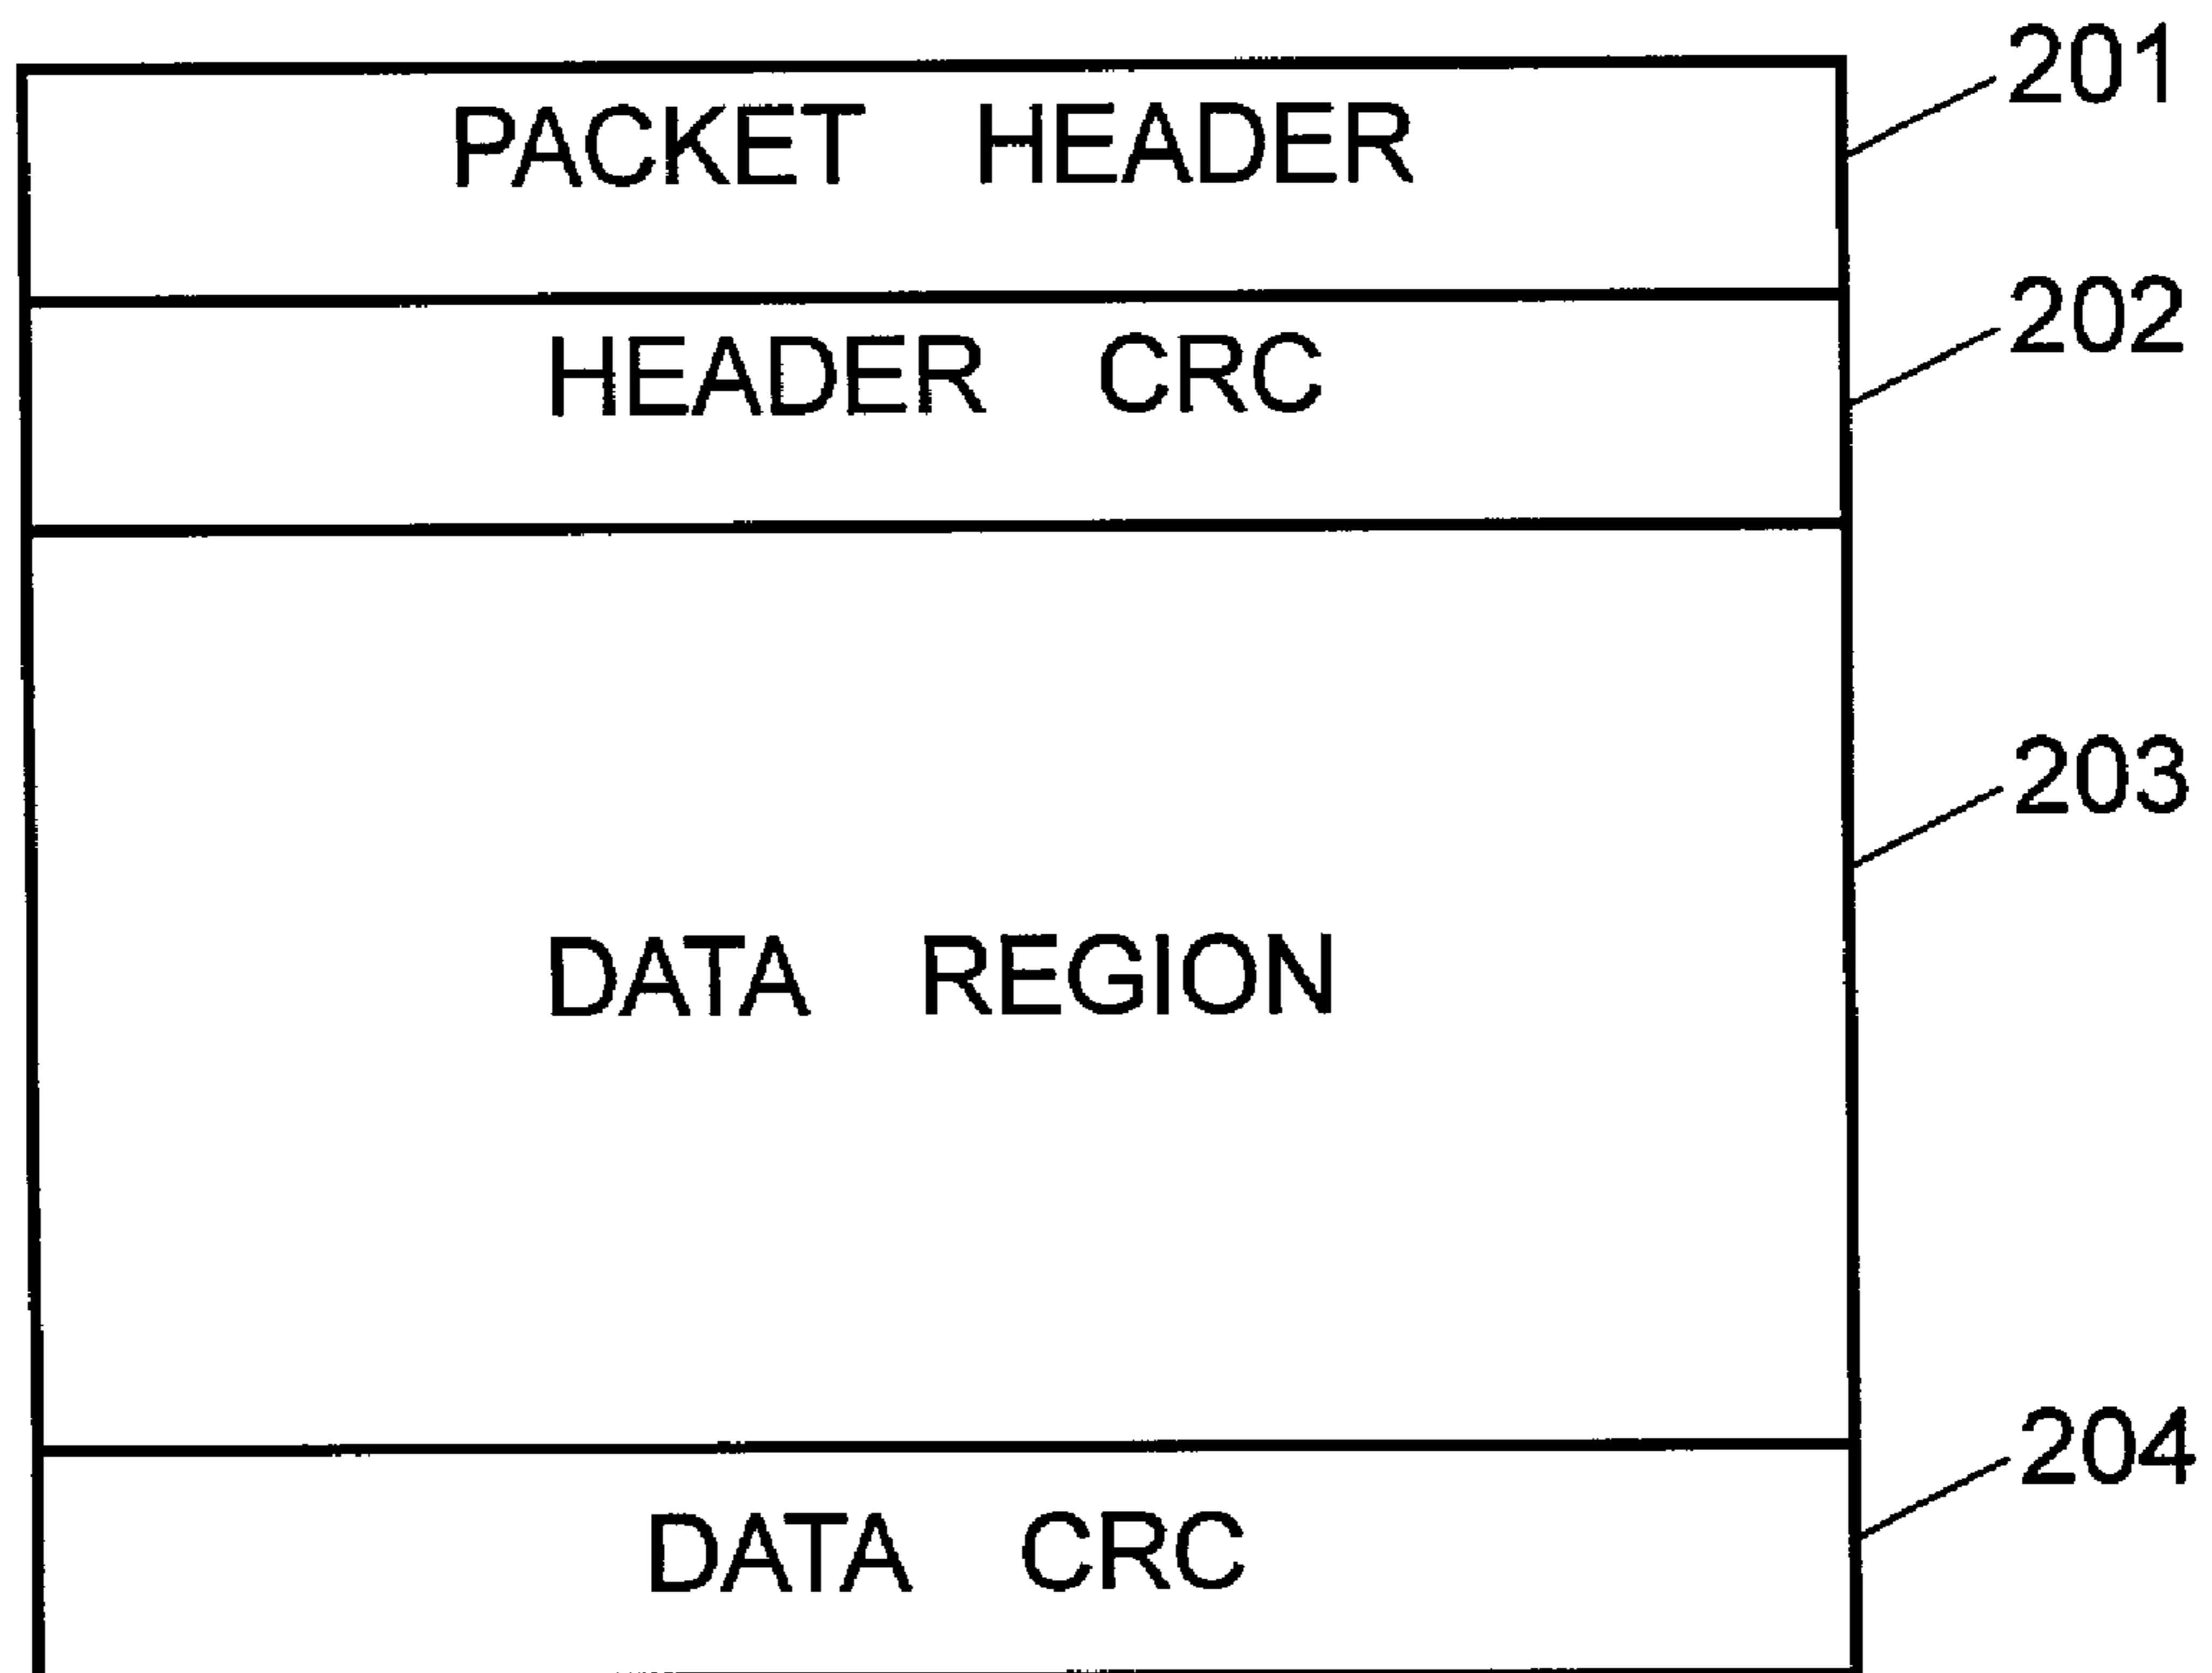 201
PACKET HEADER
202
HEADER CRC
203
DATA REGION
204
DATA CRC